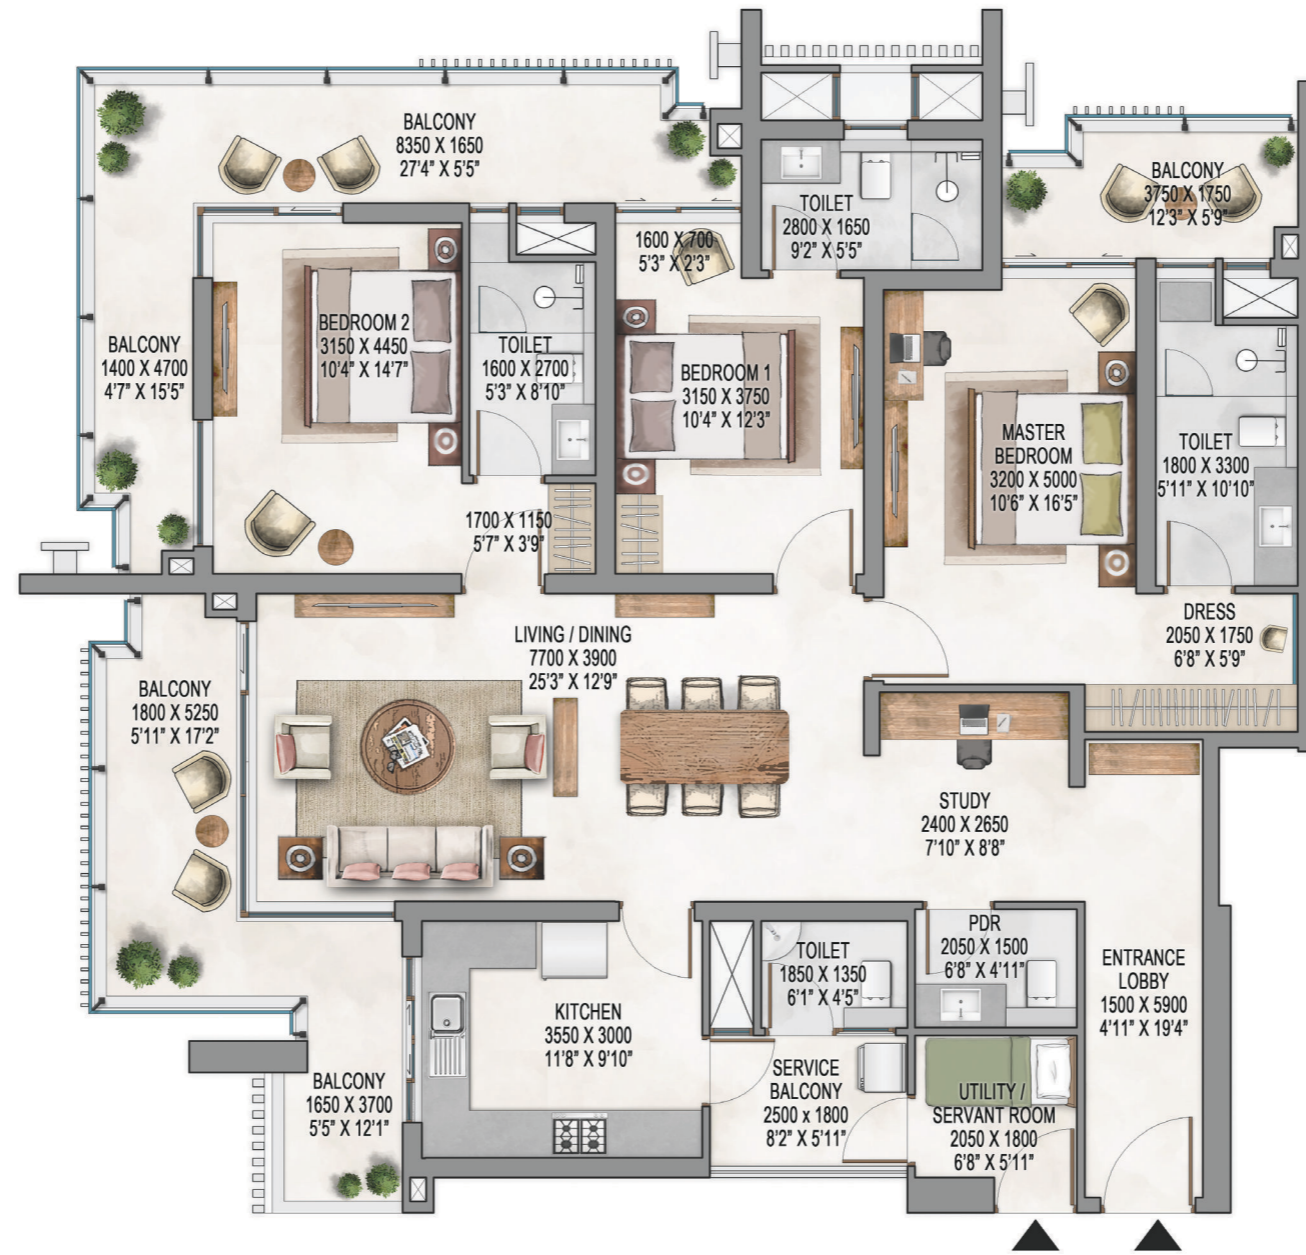 BALCONY
8350 X 1650
27'4" X 5'5"
BALCONY
3750 X 1750
12'3" X 5'9"
TOILET
2800 X 1650
9'2" X 5'5"
1600 X 700
5'3" X 2'3"
BEDROOM 2
3150 X 4450
10'4" X 14'7"
BALCONY
1400 X 4700
4'7" X 15'5"
TOILET
1600 X 2700
5'3" X 8'10"
BEDROOM 1
3150 X 3750
10'4" X 12'3"
MASTER
BEDROOM
3200 X 5000
10'6" X 16'5"
TOILET
1800 X 3300
5'11" X 10'10"
1700 X 1150
5'7" X 3'9"
DRESS
2050 X 1750
6'8" X 5'9"
LIVING / DINING
7700 X 3900
25'3" X 12'9"
BALCONY
1800 X 5250
5'11" X 17'2"
STUDY
2400 X 2650
7'10" X 8'8"
PDR
2050 X 1500
6'8" X 4'11"
TOILET
1850 X 1350
6'1" X 4'5"
ENTRANCE
LOBBY
1500 X 5900
4'11" X 19'4"
KITCHEN
3550 X 3000
11'8" X 9'10"
BALCONY
1650 X 3700
5'5" X 12'1"
SERVICE
BALCONY
2500 x 1800
8'2" X 5'11"
UTILITY /
SERVANT ROOM
2050 X 1800
6'8" X 5'11"